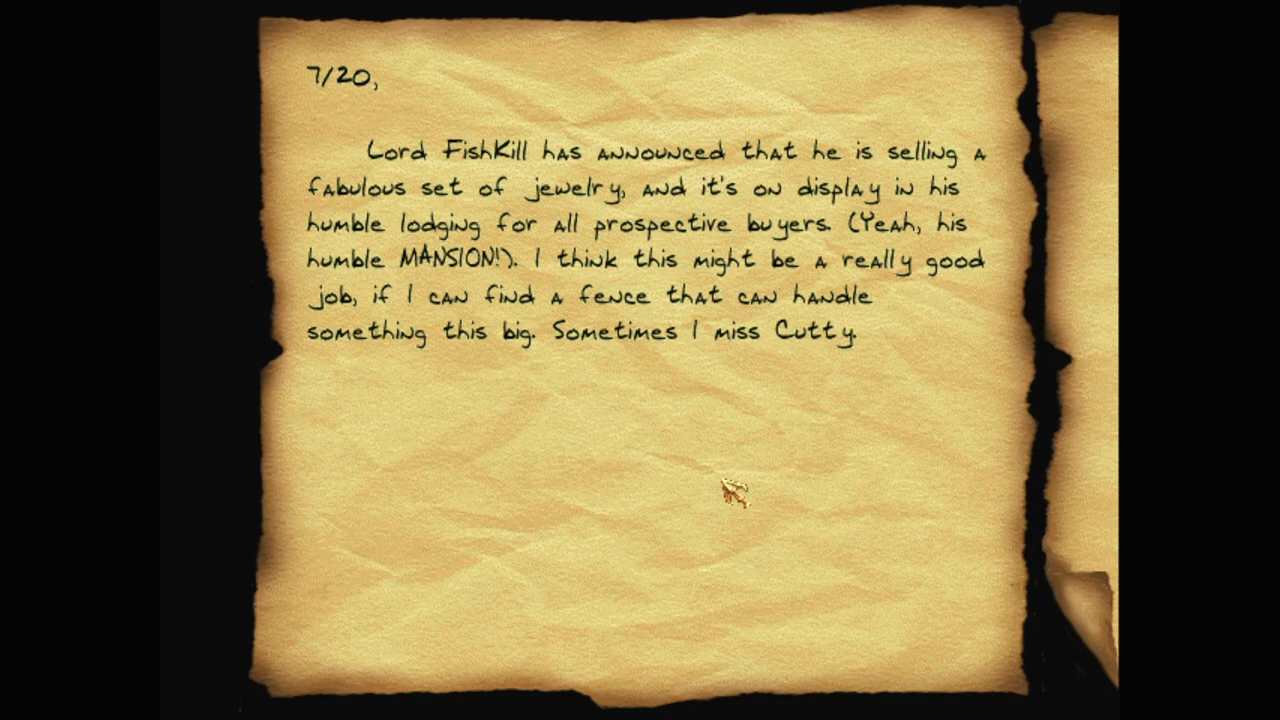 7/20,
Lord FishKill has announced that he is selling a
fabulous set of jewelry, and it's on display in his
humble lodging for all prospective buyers. (Yeah, his
humble MANSION!). I think this might be a really good
job, if I can find a fence that can handle
something this big. Sometimes I miss Cutty.